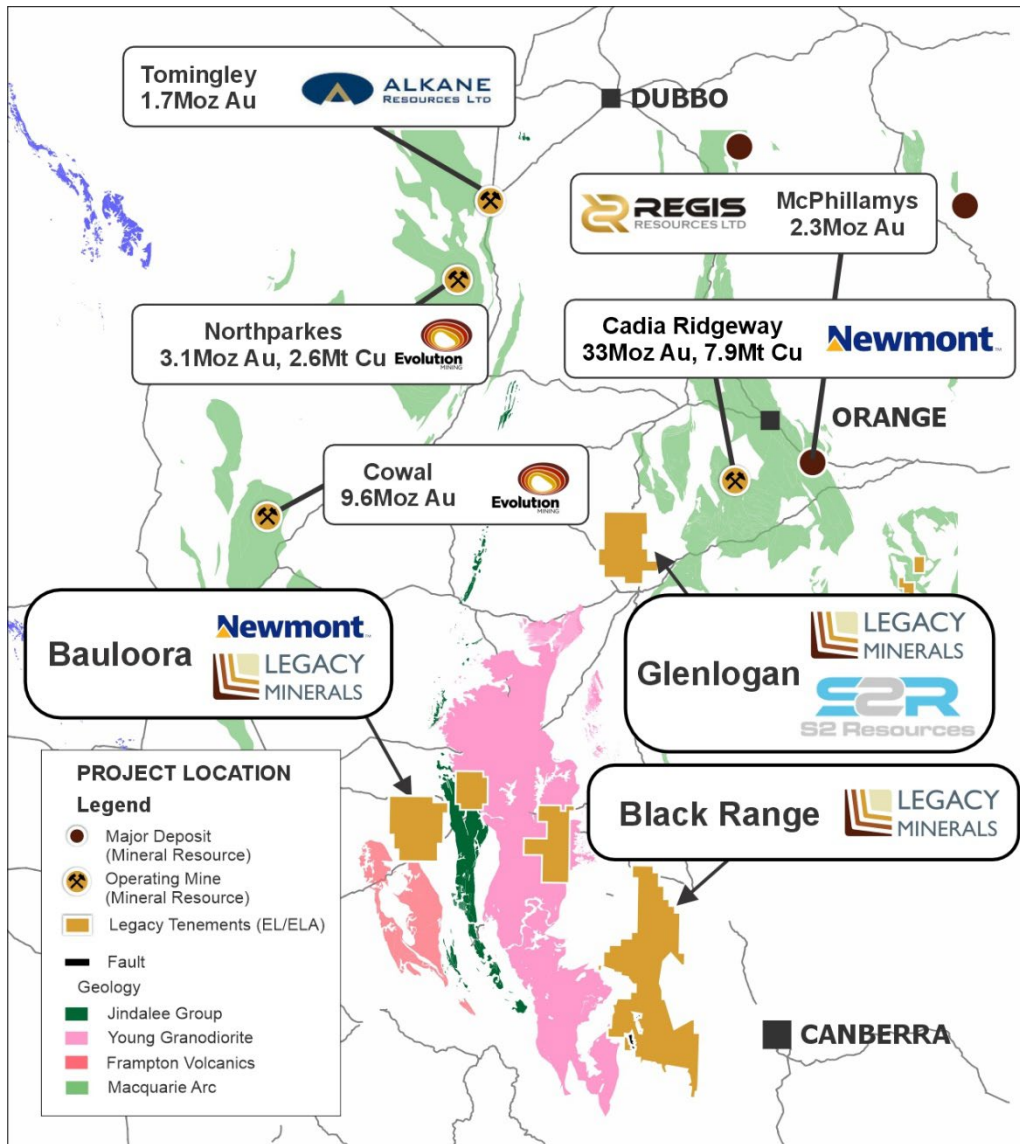 Tomingley
1.7Moz Au
ALKANE
RESOURCES LTD
DUBBO
REGIS
RESOURCES LTD
McPhillamys
2.3Moz Au
Northparkes
3.1Moz Au, 2.6Mt Cu
Evolution
MINING
Cadia Ridgeway
33Moz Au, 7.9Mt Cu
Newmont™
ORANGE
Cowal
9.6Moz Au
Evolution
MINING
Bauloora
Newmont™
LEGACY
MINERALS
Glenlogan
LEGACY
MINERALS
S2R
S2 Resources
Black Range
LEGACY
MINERALS
PROJECT LOCATION
Legend
Major Deposit
(Mineral Resource)
Operating Mine
(Mineral Resource)
Legacy Tenements (EL/ELA)
Fault
Geology
Jindalee Group
Young Granodiorite
Frampton Volcanics
Macquarie Arc
CANBERRA